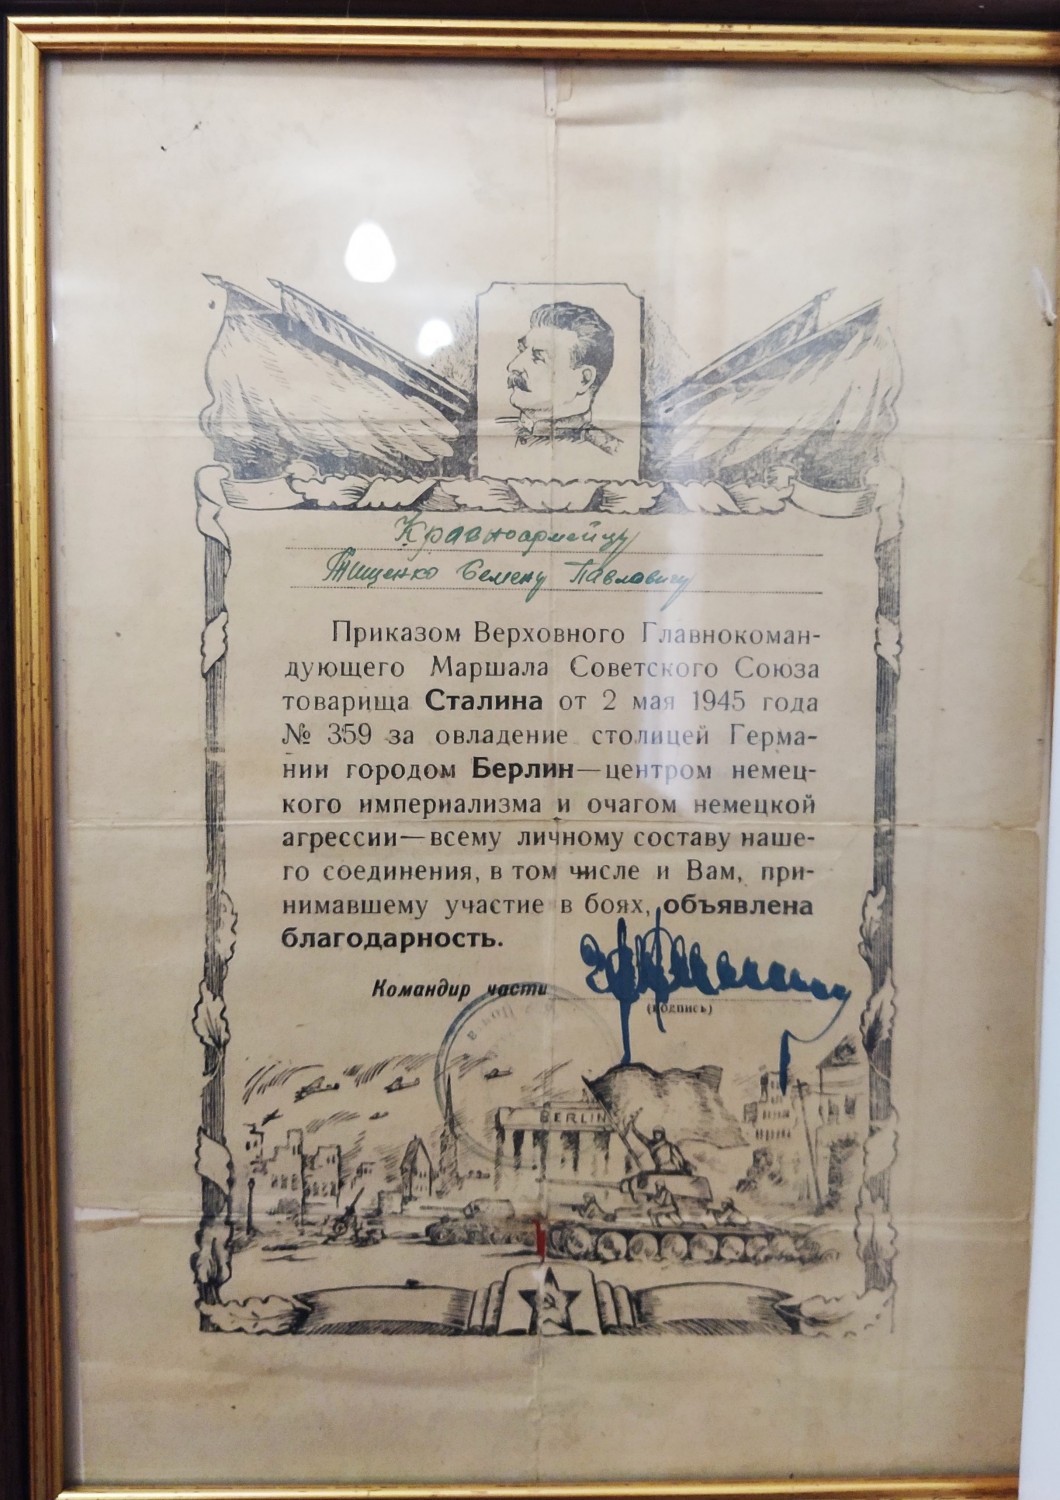 Красноармейцу
Тищенко Семену Павловичу
Приказом Верховного Главнокоман-
дующего Маршала Советского Союза
товарища Сталина от 2 мая 1945 года
№ 359 за овладение столицей Герма-
нии городом Берлин—центром немец-
кого империализма и очагом немецкой
агрессии—всему личному составу наше-
го соединения, в том числе и Вам, при-
нимавшему участие в боях, объявлена
благодарность.
Командир части
(подпись)
BERLIN